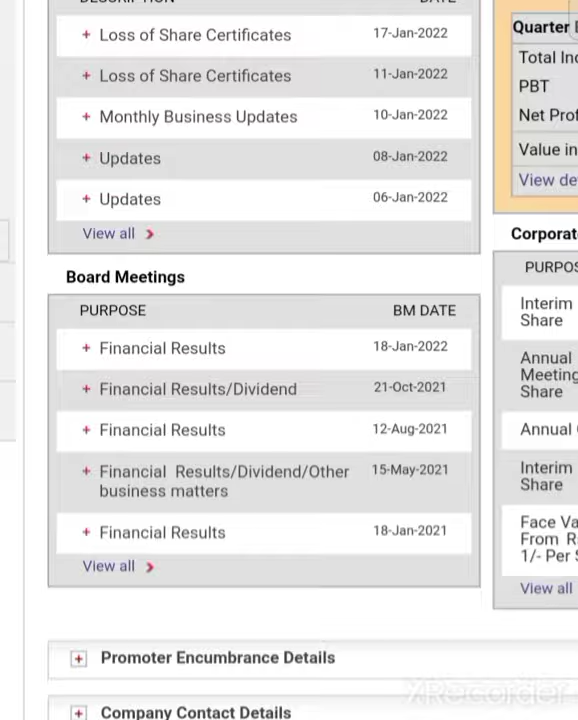 + Loss of Share Certificates 17-Jan-2022
+ Loss of Share Certificates 11-Jan-2022
+ Monthly Business Updates 10-Jan-2022
+ Updates 08-Jan-2022
+ Updates 06-Jan-2022
View all
Board Meetings
PURPOSE BM DATE
+ Financial Results 18-Jan-2022
+ Financial Results/Dividend 21-Oct-2021
+ Financial Results 12-Aug-2021
+ Financial Results/Dividend/Other 15-May-2021
business matters
+ Financial Results 18-Jan-2021
View all
+ Promoter Encumbrance Details
+ Company Contact Details
Quarter
Total
PBT
Net
Value in
View
PURPOS
Interim
Share
Annual
Meeting
Share
Annual
Interim
Share
Face
From
1/- Per
View all
XRecorder